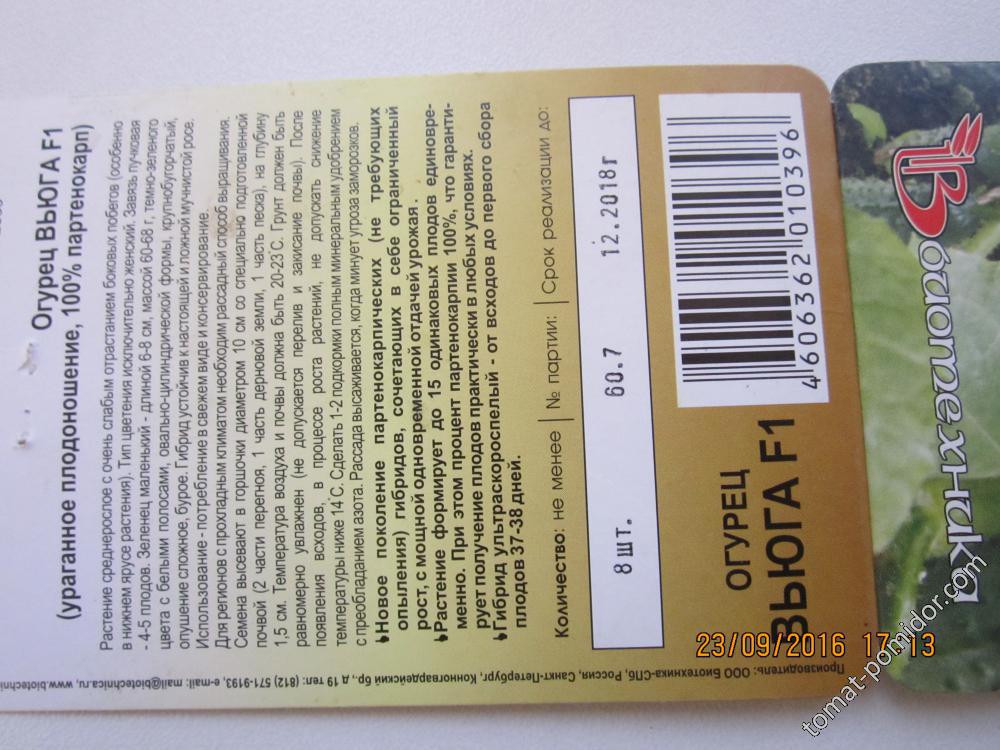 Огурец ВЬЮГА F1
(ураганное плодоношение, 100% партенокарп)
Растение среднерослое с очень слабым отрастанием боковых побегов (особенно
в нижнем ярусе растения). Тип цветения исключительно женский. Завязь пучковая
- 4-5 плодов. Зеленец маленький - длиной 6-8 см, массой 60-68 г, темно-зеленого
цвета с белыми полосами, овально-цилиндрической формы, крупнобугорчатый,
опушение сложное, бурое. Гибрид устойчив к настоящей и ложной мучнистой росе.
Использование - потребление в свежем виде и консервирование.
Для регионов с прохладным климатом необходим рассадный способ выращивания.
Семена высевают в горшочки диаметром 10 см со специально подготовленной
почвой (2 части перегноя, 1 часть дерновой земли, 1 часть песка), на глубину
1,5 см. Температура воздуха и почвы должна быть 20-23°С. Грунт должен быть
равномерно увлажнен (не допускается перелив и закисание почвы). После
появления всходов, в процессе роста растений, не допускать снижение
температуры ниже 14°С. Сделать 1-2 подкормки полным минеральным удобрением
с преобладанием азота. Рассада высаживается, когда минует угроза заморозков.
Новое поколение партенокарпических (не требующих
опыления) гибридов, сочетающих в себе ограниченный
рост, с мощной одновременной отдачей урожая.
Растение формирует до 15 одинаковых плодов единовре-
менно. При этом процент партенокарпии 100%, что гаранти-
рует получение плодов практически в любых условиях.
Гибрид ультраскороспелый - от всходов до первого сбора
плодов 37-38 дней.
Количество: не менее | № партии: | Срок реализации до:
8 шт. 60.7 12.2018г
ОГУРЕЦ
ВЬЮГА F1
4 606362 010396
Производитель: ООО Биотехника-СПб, Россия, Санкт-Петербург, Конногвардейский бр., д 19 тел: (812) 571-9193, e-mail: mail@biotechnica.ru, www.biotechni
Биотехника
23/09/2016 17:13
tomat-pomidor.com